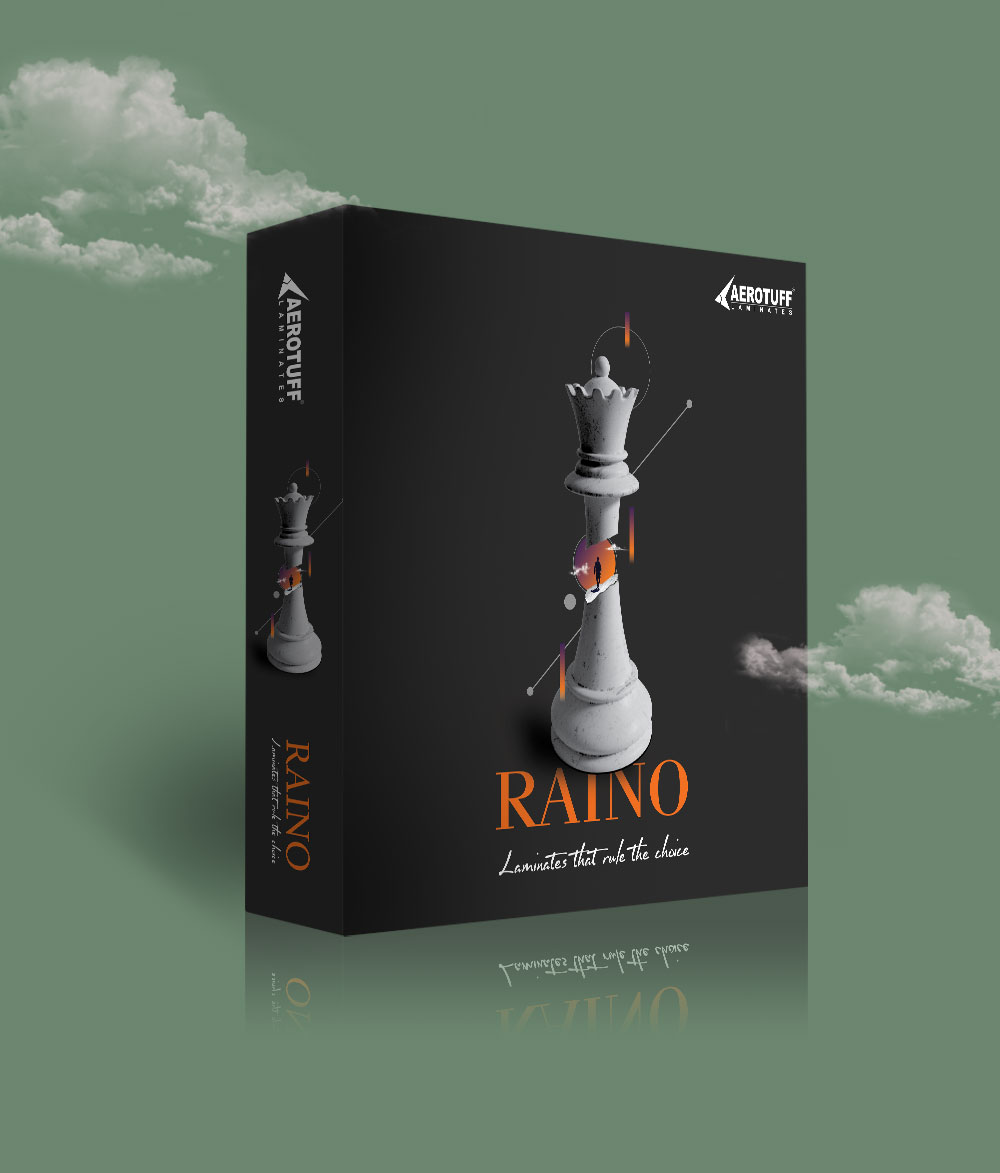 AEROTUFF
LAMINATES
RAINO
Laminates that rule the choice
AEROTUFF
LAMINATES
RAINO
Laminates that rule the choice